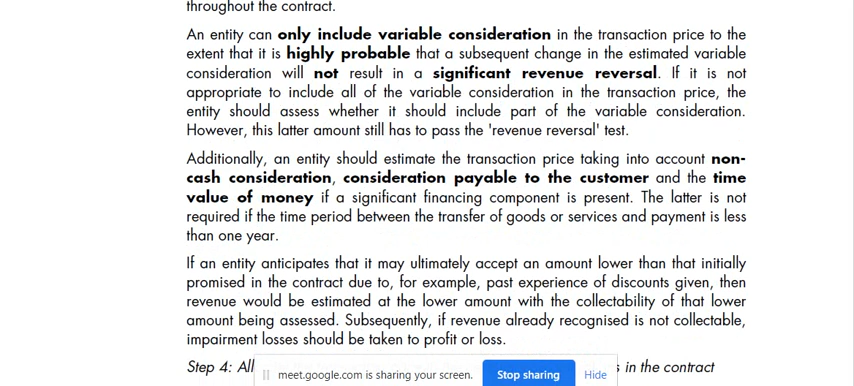 throughout the contract.
An entity can only include variable consideration in the transaction price to the
extent that it is highly probable that a subsequent change in the estimated variable
consideration will not result in a significant revenue reversal. If it is not
appropriate to include all of the variable consideration in the transaction price, the
entity should assess whether it should include part of the variable consideration.
However, this latter amount still has to pass the 'revenue reversal' test.
Additionally, an entity should estimate the transaction price taking into account non-
cash consideration, consideration payable to the customer and the time
value of money if a significant financing component is present. The latter is not
required if the time period between the transfer of goods or services and payment is less
than one year.
If an entity anticipates that it may ultimately accept an amount lower than that initially
promised in the contract due to, for example, past experience of discounts given, then
revenue would be estimated at the lower amount with the collectability of that lower
amount being assessed. Subsequently, if revenue already recognised is not collectable,
impairment losses should be taken to profit or loss.
Step 4: All s in the contract
meet.google.com is sharing your screen. Stop sharing Hide